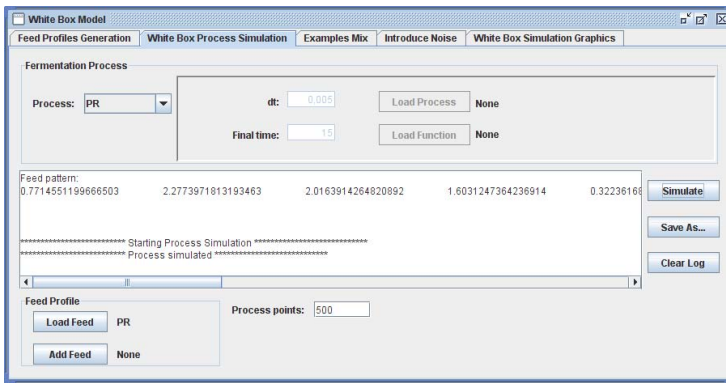 White Box Model
Feed Profiles Generation White Box Process Simulation Examples Mix Introduce Noise White Box Simulation Graphics
Fermentation Process
Process: PR dt: 0.005 Load Process None
Final time: 15 Load Function None
Feed pattern:
0.7714551199666503 2.2773971813193463 2.0163914264820892 1.6031247364236914 0.32236168
Simulate
Save As...
************************** Starting Process Simulation ****************************
************************** Process simulated ****************************
Clear Log
Feed Profile
Load Feed PR Process points: 500
Add Feed None